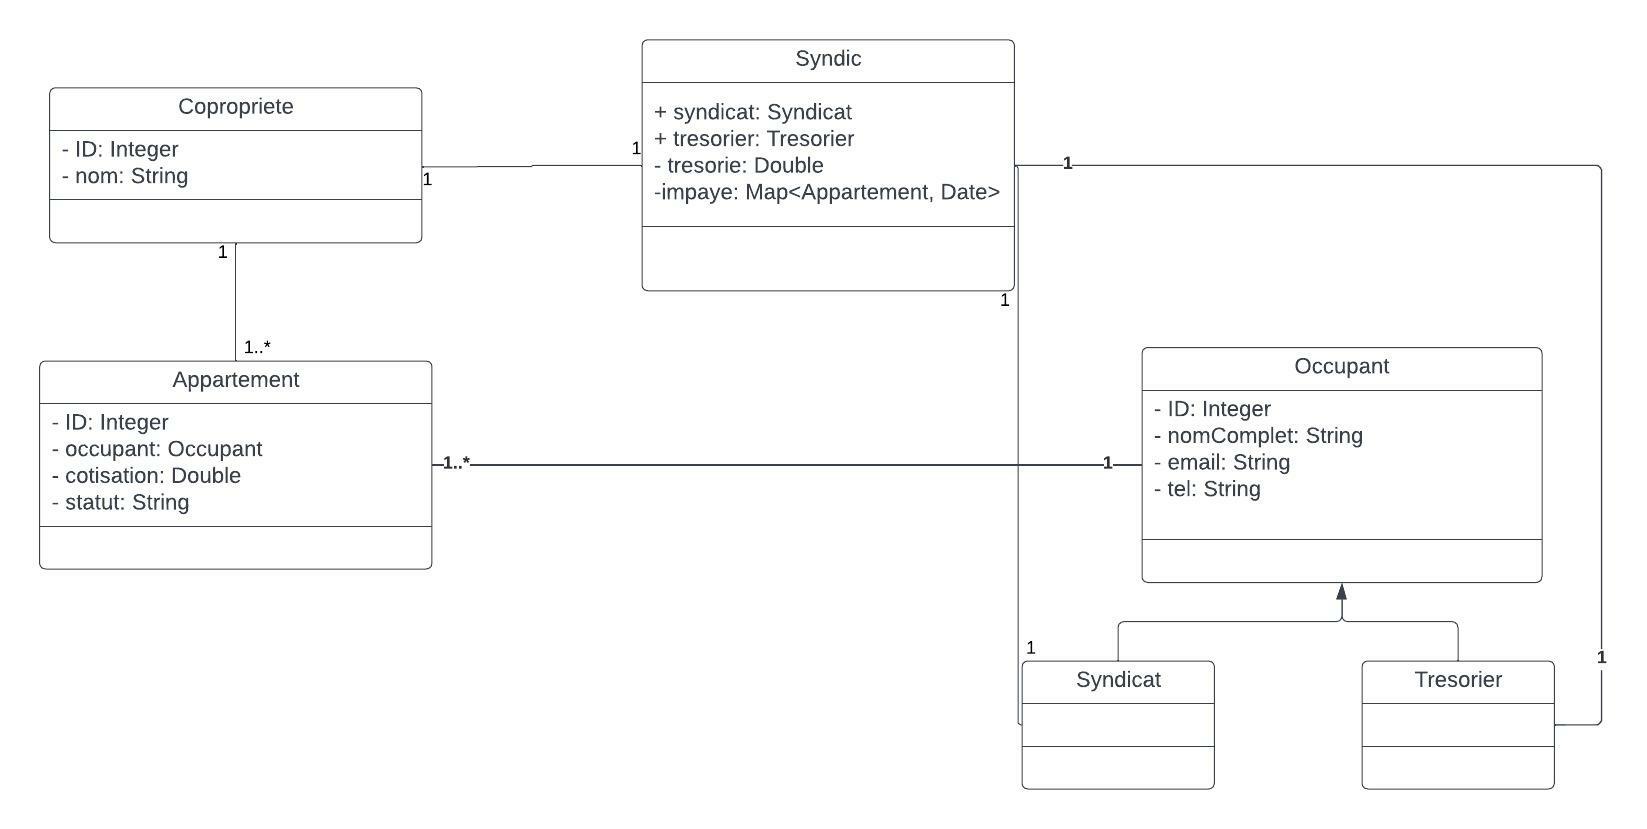 Syndic
+ syndicat: Syndicat
+ tresorier: Tresorier
- tresorie: Double
-impaye: Map<Appartement, Date>
Copropriete
- ID: Integer
- nom: String
1
1
1
1
1
1..*
Appartement
- ID: Integer
- occupant: Occupant
- cotisation: Double
- statut: String
1..*
1
Occupant
- ID: Integer
- nomComplet: String
- email: String
- tel: String
1
1
Syndicat
Tresorier